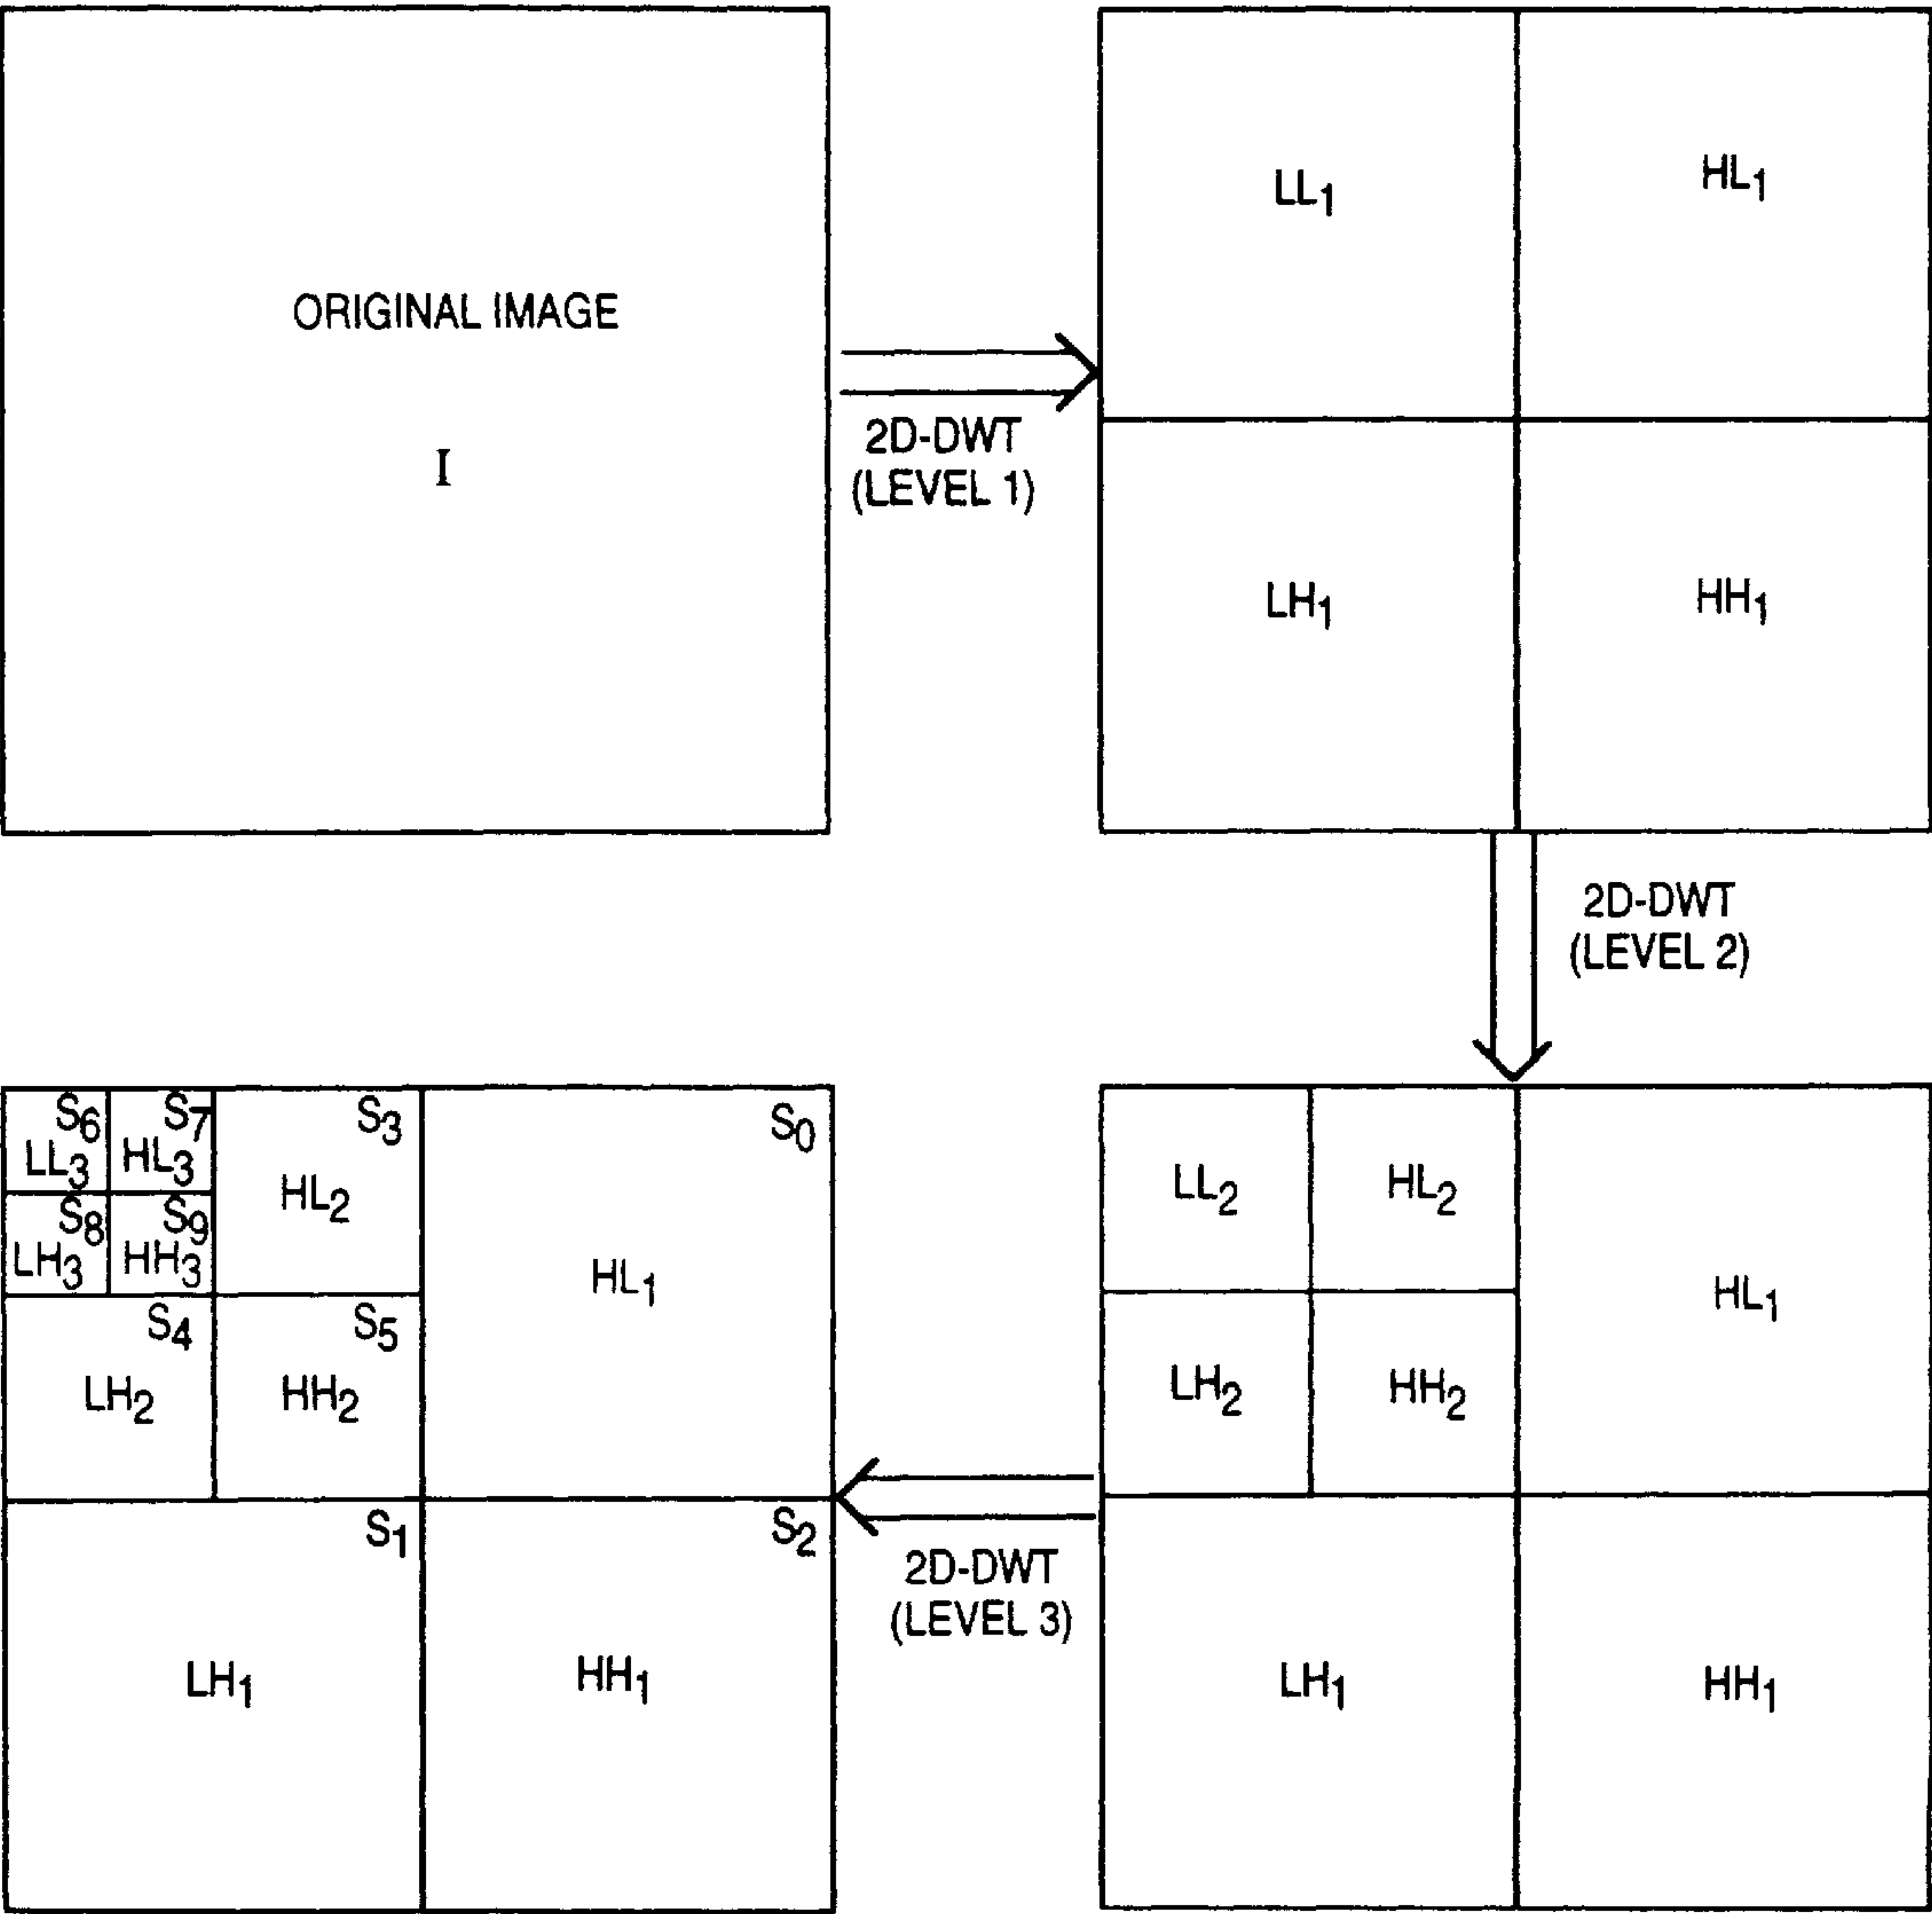 ORIGINAL IMAGE
I
2D-DWT
(LEVEL 1)
LL₁
HL₁
LH₁
HH₁
2D-DWT
(LEVEL 2)
LL₂
HL₂
HL₁
LH₂
HH₂
LH₁
HH₁
2D-DWT
(LEVEL 3)
S₆
LL₃
S₇
HL₃
S₃
HL₂
S₀
HL₁
S₈
LH₃
S₉
HH₃
S₄
LH₂
S₅
HH₂
S₁
LH₁
S₂
HH₁